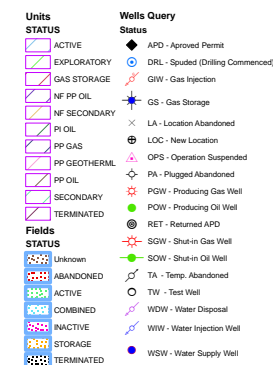 Units
STATUS
ACTIVE
EXPLORATORY
GAS STORAGE
NF PP OIL
NF SECONDARY
PI OIL
PP GAS
PP GEOTHERML
PP OIL
SECONDARY
TERMINATED
Fields
STATUS
Unknown
ABANDONED
ACTIVE
COMBINED
INACTIVE
STORAGE
TERMINATED
Wells Query
Status
APD - Aproved Permit
DRL - Spuded (Drilling Commenced)
GIW - Gas Injection
GS - Gas Storage
LA - Location Abandoned
LOC - New Location
OPS - Operation Suspended
PA - Plugged Abandoned
PGW - Producing Gas Well
POW - Producing Oil Well
RET - Returned APD
SGW - Shut-in Gas Well
SOW - Shut-in Oil Well
TA - Temp. Abandoned
TW - Test Well
WDW - Water Disposal
WIW - Water Injection Well
WSW - Water Supply Well